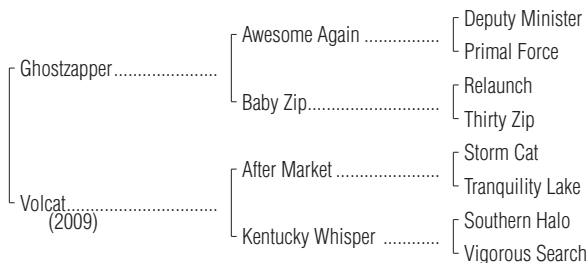 Deputy Minister
Awesome Again ..................
Primal Force
Ghostzapper.........................
Relaunch
Baby Zip................................
Thirty Zip
Storm Cat
After Market .........................
Tranquility Lake
Volcat....................................
(2009)
Southern Halo
Kentucky Whisper .............
Vigorous Search